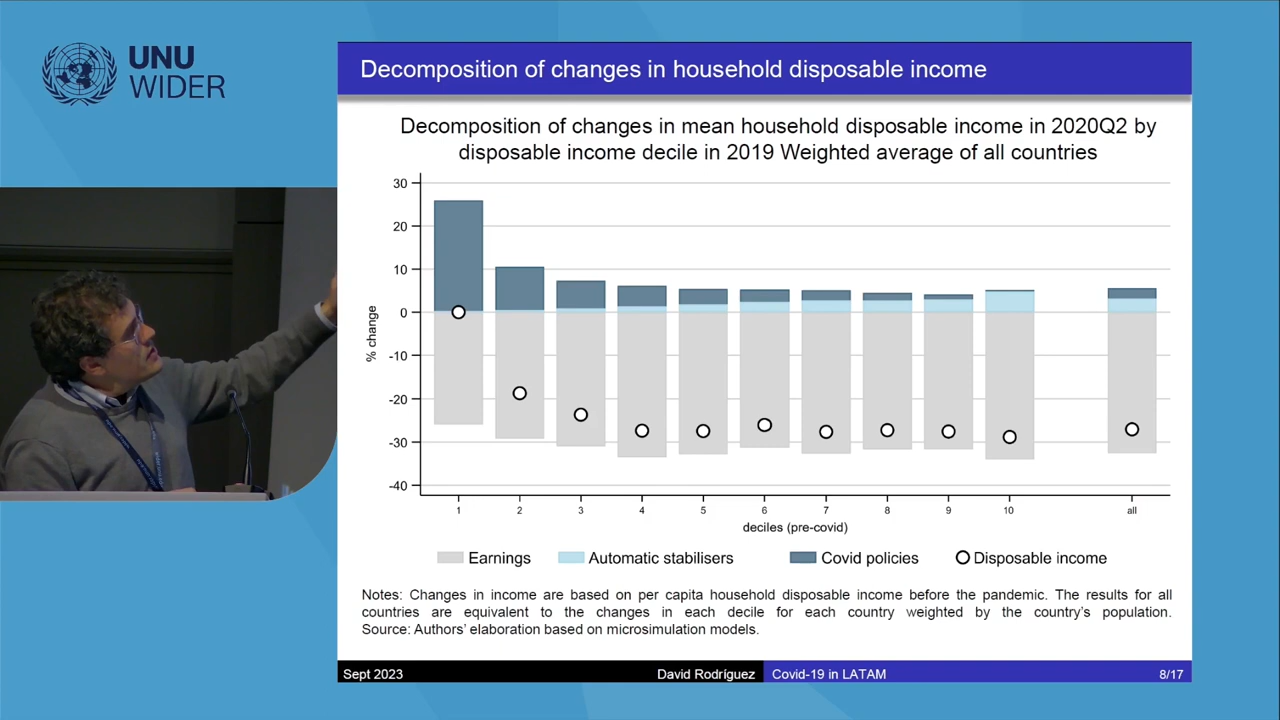 UNU
WIDER
Decomposition of changes in household disposable income
Decomposition of changes in mean household disposable income in 2020Q2 by
disposable income decile in 2019 Weighted average of all countries
30
20
10
0
-10
-20
-30
-40
% change
1 2 3 4 5 6 7 8 9 10 all
deciles (pre-covid)
Earnings Automatic stabilisers Covid policies Disposable income
Notes: Changes in income are based on per capita household disposable income before the pandemic. The results for all
countries are equivalent to the changes in each decile for each country weighted by the country's population.
Source: Authors' elaboration based on microsimulation models.
Sept 2023 David Rodríguez Covid-19 in LATAM 8/17